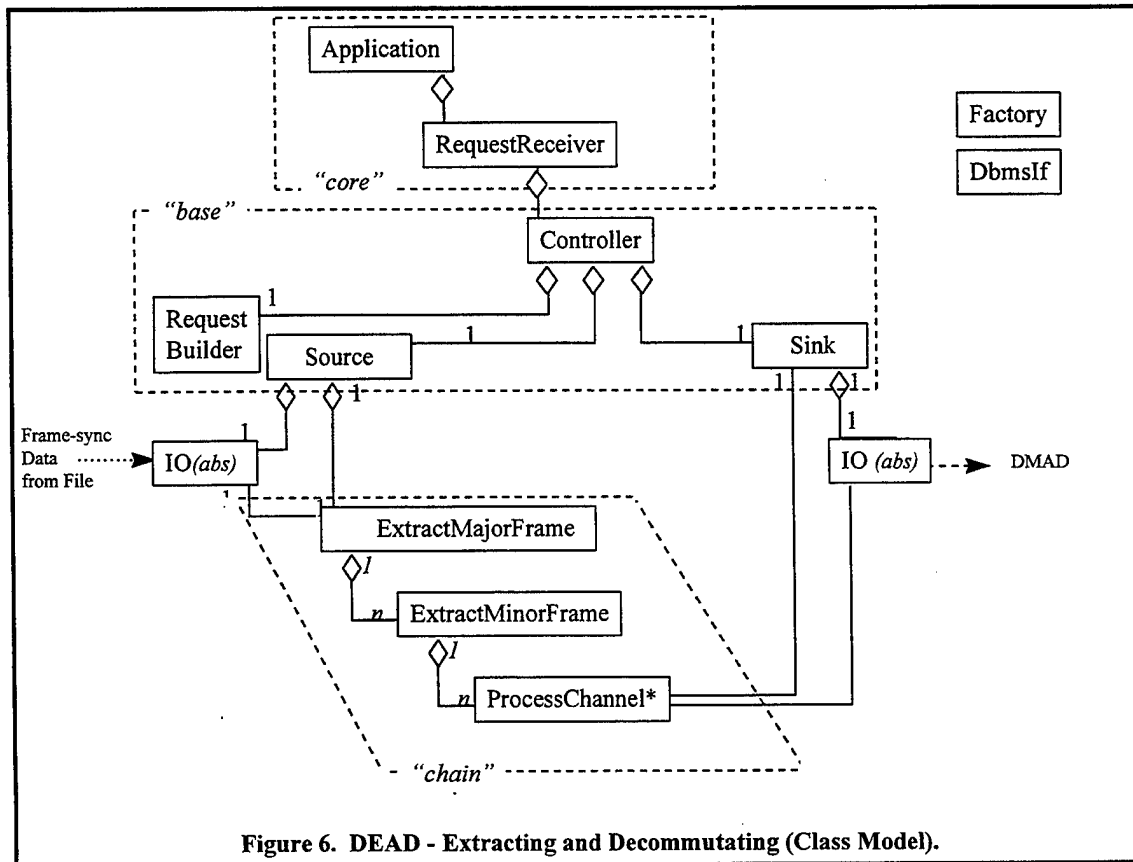 Application
Factory
RequestReceiver
DbmsIf
"core"
"base"
Controller
1
Request
Builder
1
Source
1
Sink
1
1
1
Frame-sync
Data
from File
1
IO(abs)
1
IO (abs)
DMAD
1
1
ExtractMajorFrame
1
n
ExtractMinorFrame
1
n
ProcessChannel*
"chain"
Figure 6. DEAD - Extracting and Decommutating (Class Model).